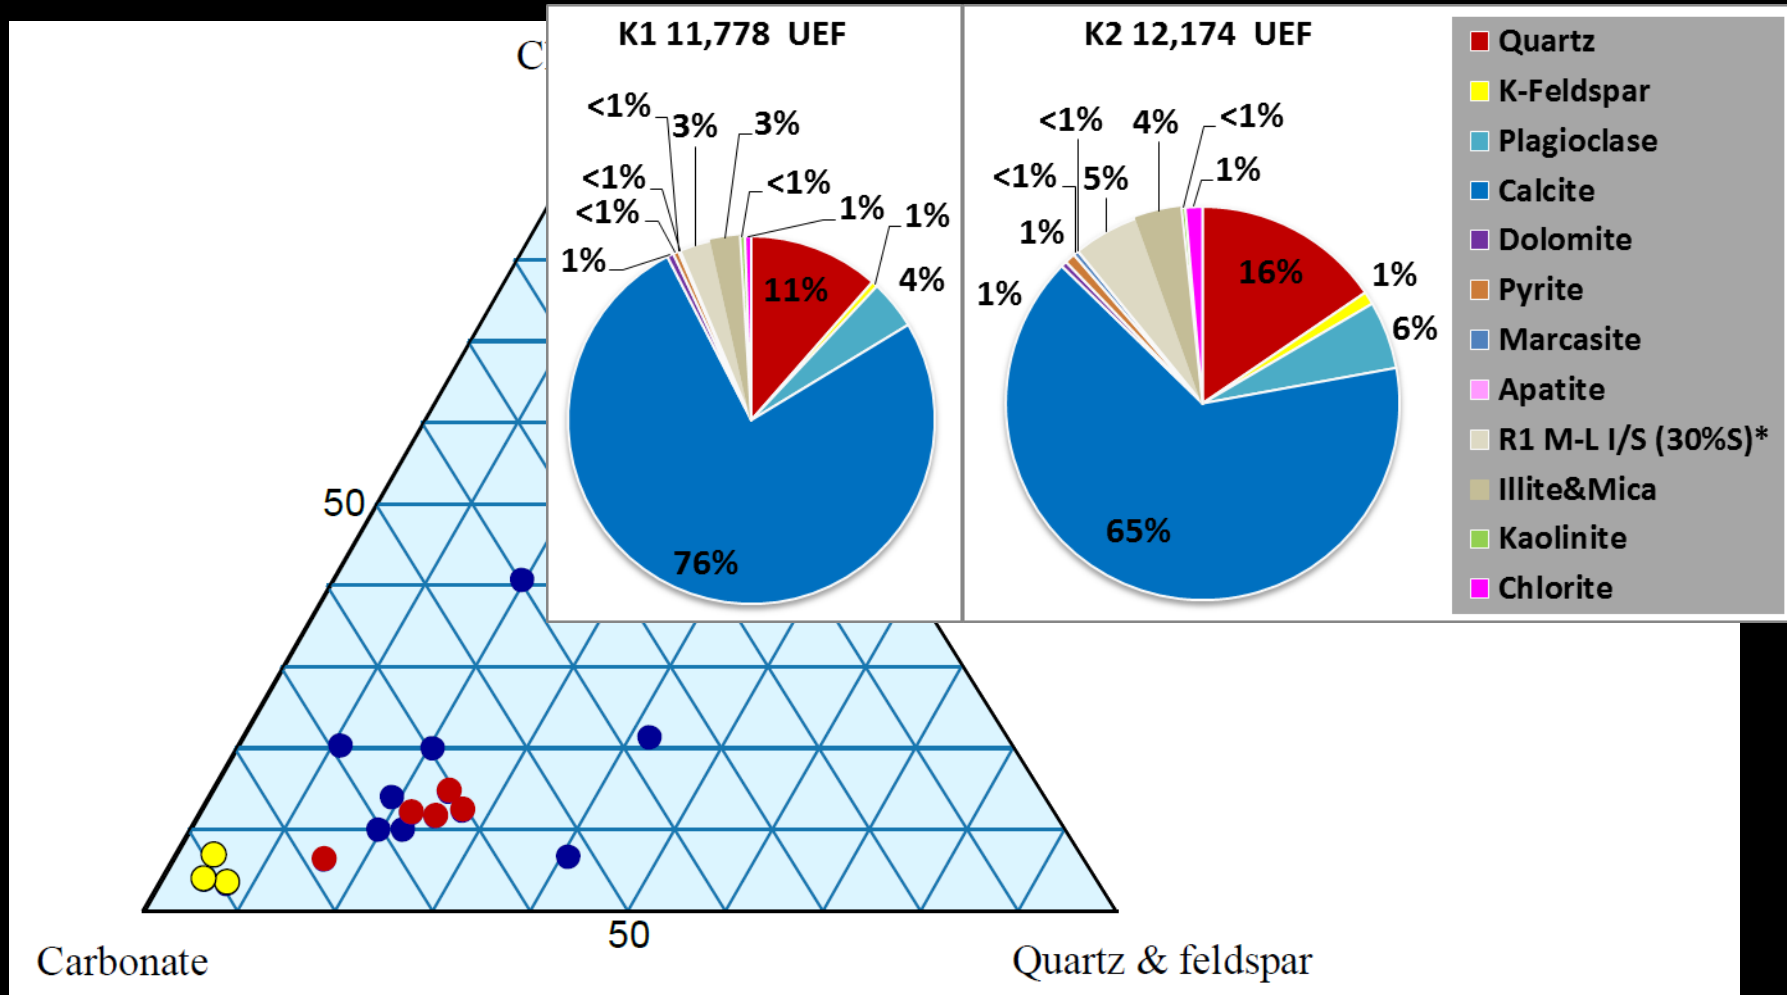 K1 11,778 UEF
<1%
3%
3%
<1%
<1%
<1%
1%
1%
1%
11%
4%
76%
K2 12,174 UEF
<1%
4%
<1%
<1%
5%
1%
1%
1%
16%
1%
6%
65%
Quartz
K-Feldspar
Plagioclase
Calcite
Dolomite
Pyrite
Marcasite
Apatite
R1 M-L I/S (30%S)*
Illite&Mica
Kaolinite
Chlorite
50
50
Carbonate
Quartz & feldspar